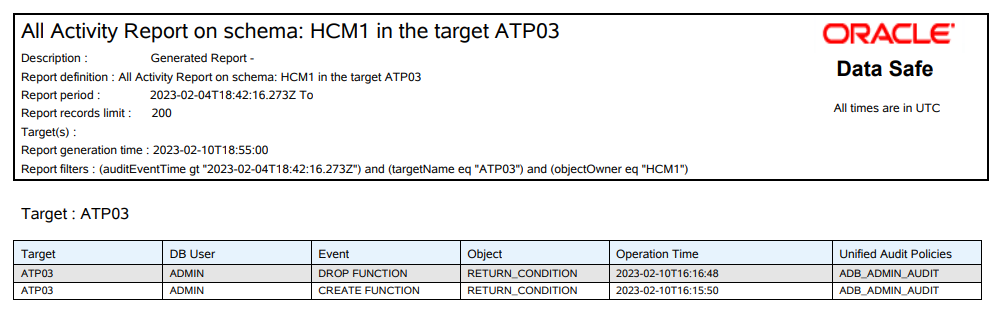 All Activity Report on schema: HCM1 in the target ATP03
ORACLE®
Data Safe
All times are in UTC
Description : Generated Report -
Report definition : All Activity Report on schema: HCM1 in the target ATP03
Report period : 2023-02-04T18:42:16.273Z To
Report records limit : 200
Target(s) :
Report generation time : 2023-02-10T18:55:00
Report filters : (auditEventTime gt "2023-02-04T18:42:16.273Z") and (targetName eq "ATP03") and (objectOwner eq "HCM1")
Target : ATP03
Target DB User Event Object Operation Time Unified Audit Policies
ATP03 ADMIN DROP FUNCTION RETURN_CONDITION 2023-02-10T16:16:48 ADB_ADMIN_AUDIT
ATP03 ADMIN CREATE FUNCTION RETURN_CONDITION 2023-02-10T16:15:50 ADB_ADMIN_AUDIT